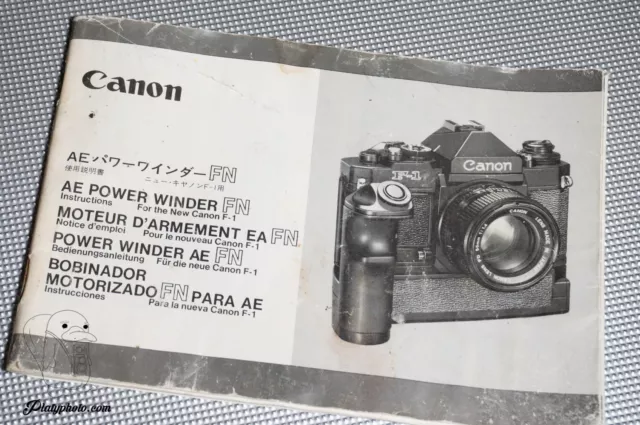 Canon
AEパワーワインダーFN
使用説明書 ニュー・キヤノンF-1用
AE POWER WINDER FN
Instructions For the New Canon F-1
MOTEUR D'ARMEMENT EA FN
Notice d'emploi Pour le nouveau Canon F-1
POWER WINDER AE FN
Bedienungsanleitung Für die neue Canon F-1
BOBINADOR
MOTORIZADO FN PARA AE
Instrucciones Para la nueva Canon F-1
Canon
F-1
CANON
Platyphoto.com